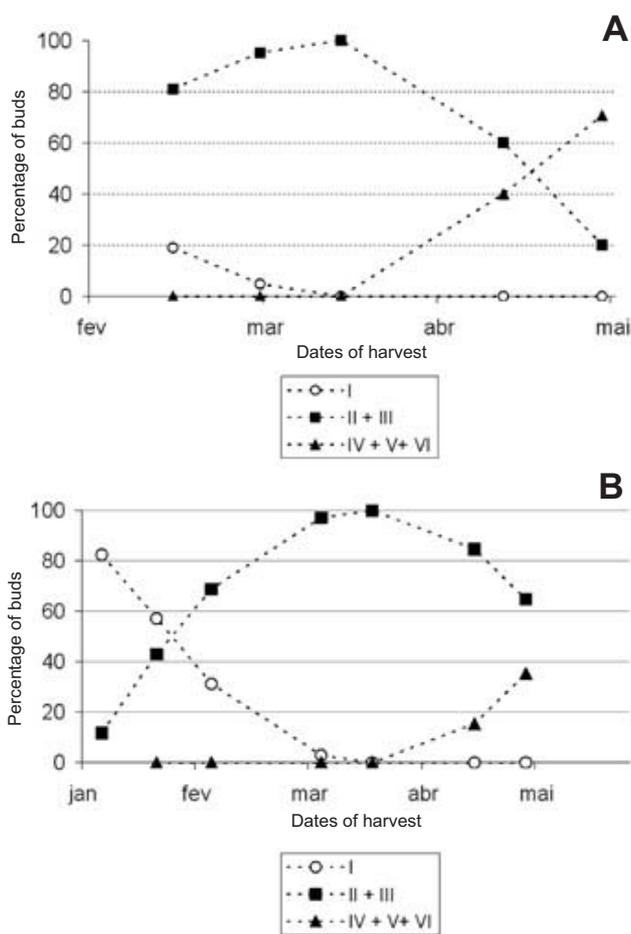 A
Percentage of buds
100
80
60
40
20
0
fev mar abr mai
Dates of harvest
I
II + III
IV + V+ VI
B
Percentage of buds
100
80
60
40
20
0
jan fev mar abr mai
Dates of harvest
I
II + III
IV + V+ VI